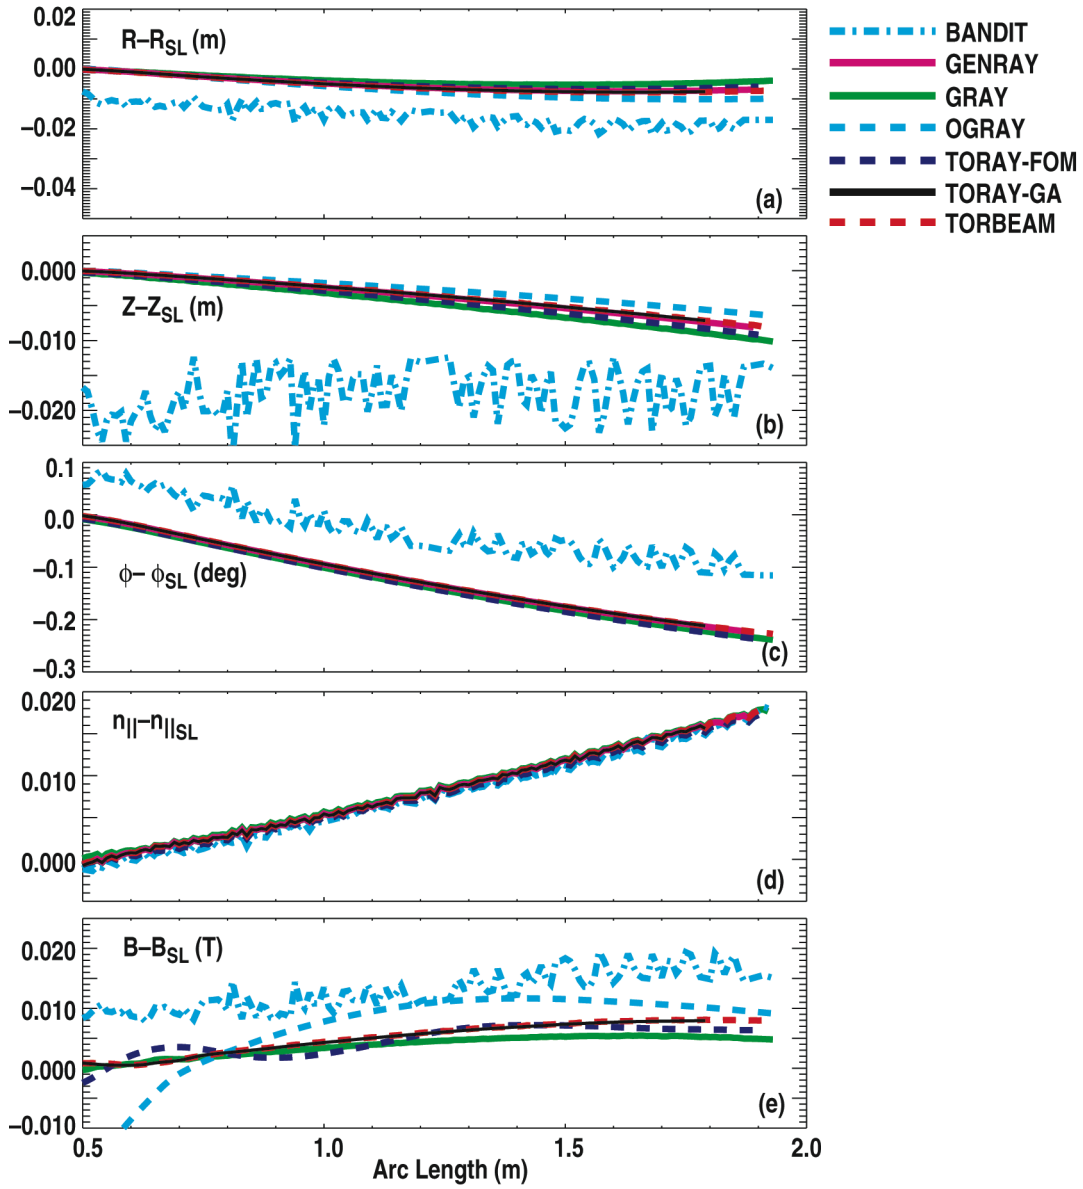 0.02
R–R_SL (m)
0.00
–0.02
–0.04
(a)
BANDIT
GENRAY
GRAY
OGRAY
TORAY-FOM
TORAY-GA
TORBEAM
0.000
Z–Z_SL (m)
–0.010
–0.020
(b)
0.1
0.0
–0.1
ϕ– ϕ_SL (deg)
–0.2
–0.3
(c)
0.020
n_||–n_||SL
0.010
0.000
(d)
B–B_SL (T)
0.020
0.010
0.000
–0.010
(e)
0.5 1.0 1.5 2.0
Arc Length (m)